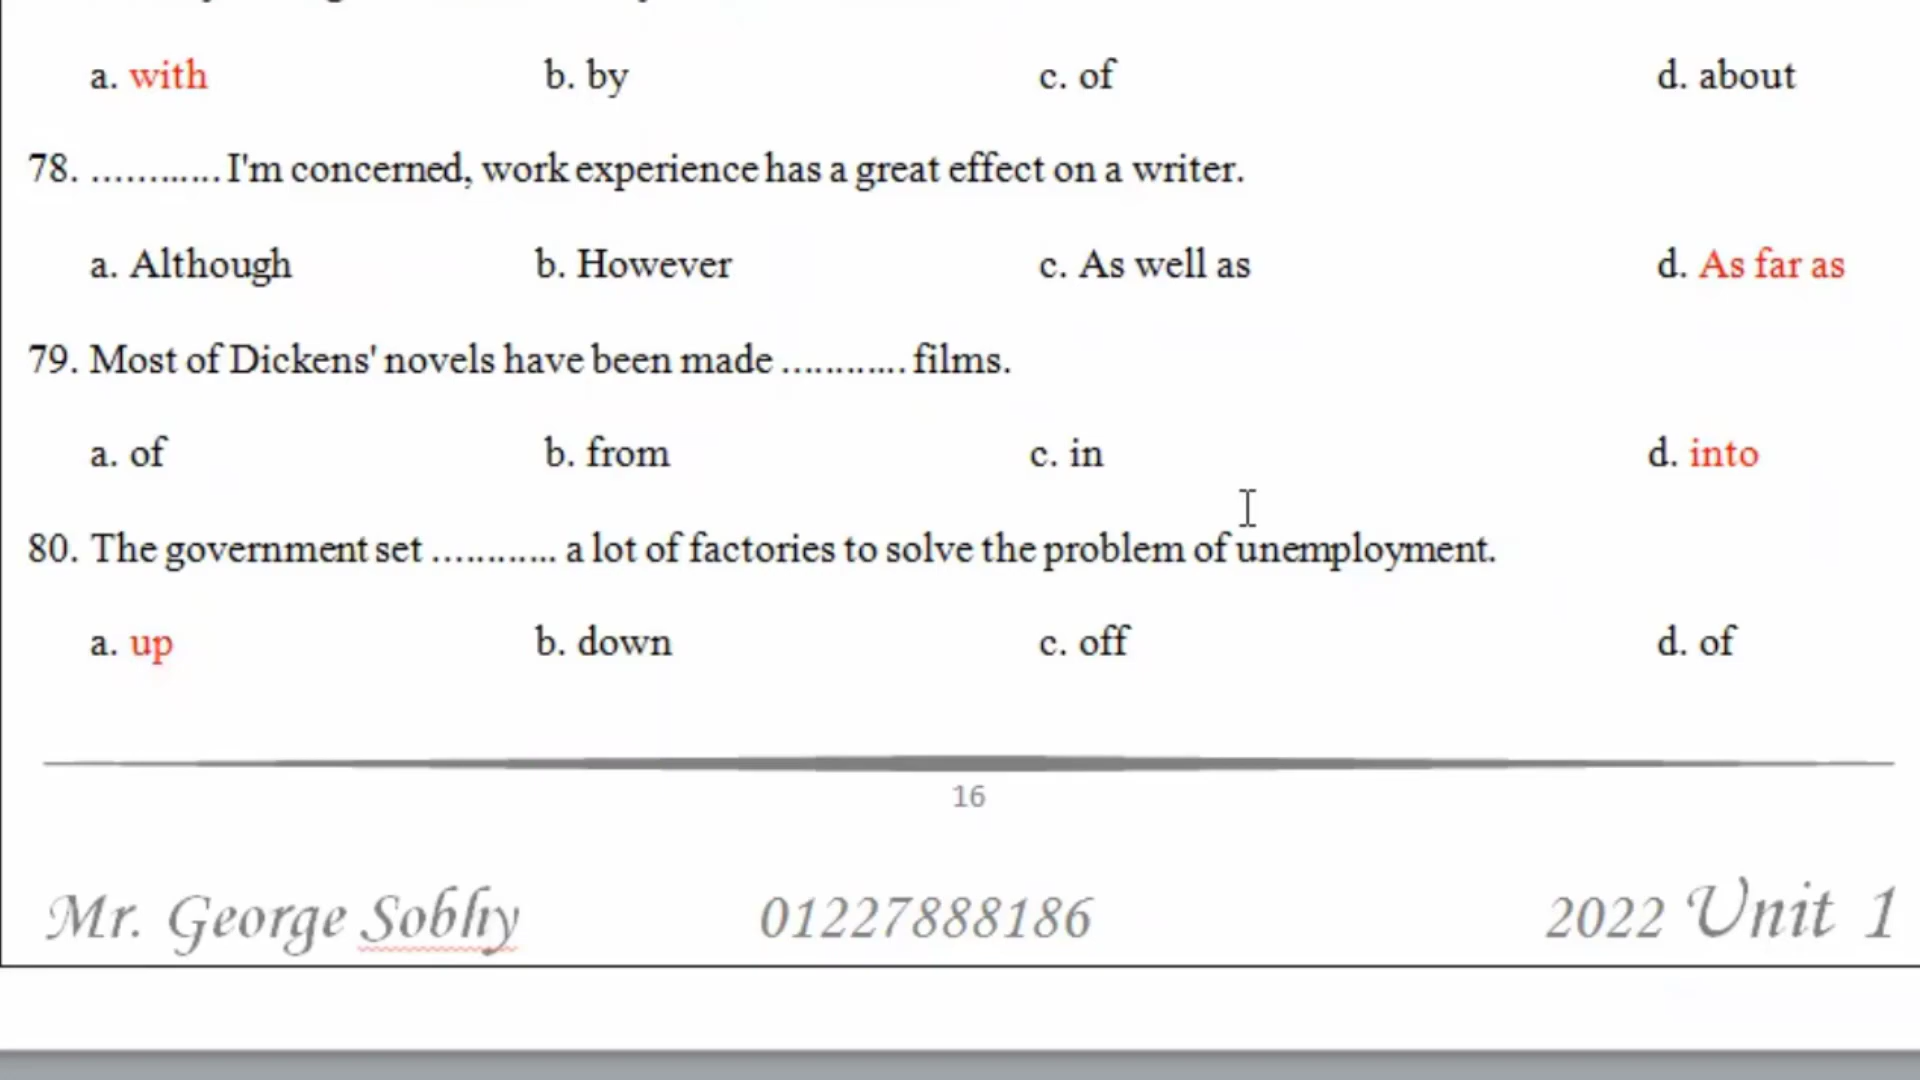 a. with b. by c. of d. about
78. ............ I'm concerned, work experience has a great effect on a writer.
a. Although b. However c. As well as d. As far as
79. Most of Dickens' novels have been made ............ films.
a. of b. from c. in d. into
80. The government set ............ a lot of factories to solve the problem of unemployment.
a. up b. down c. off d. of
16
Mr. George Sobhy 01227888186 2022 Unit 1